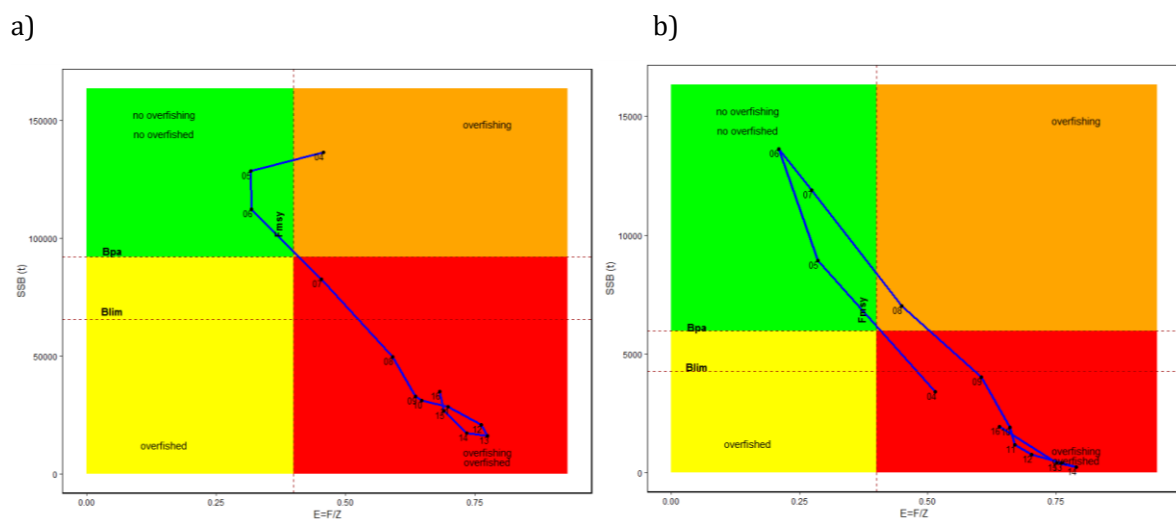 a)
b)
no overfishing
no overfished
overfishing
04
05
06
Fmsy
Bpa
07
Blim
08
09
10
16
15
12
14
13
overfished
overfishing
overfished
150000
100000
50000
0
SSB (t)
0.00
0.25
0.50
0.75
E=F/Z
no overfishing
no overfished
overfishing
06
07
05
Fmsy
08
Bpa
Blim
09
04
16
11
12
14
overfished
overfishing
overfished
15000
10000
5000
0
SSB (t)
0.00
0.25
0.50
0.75
E=F/Z